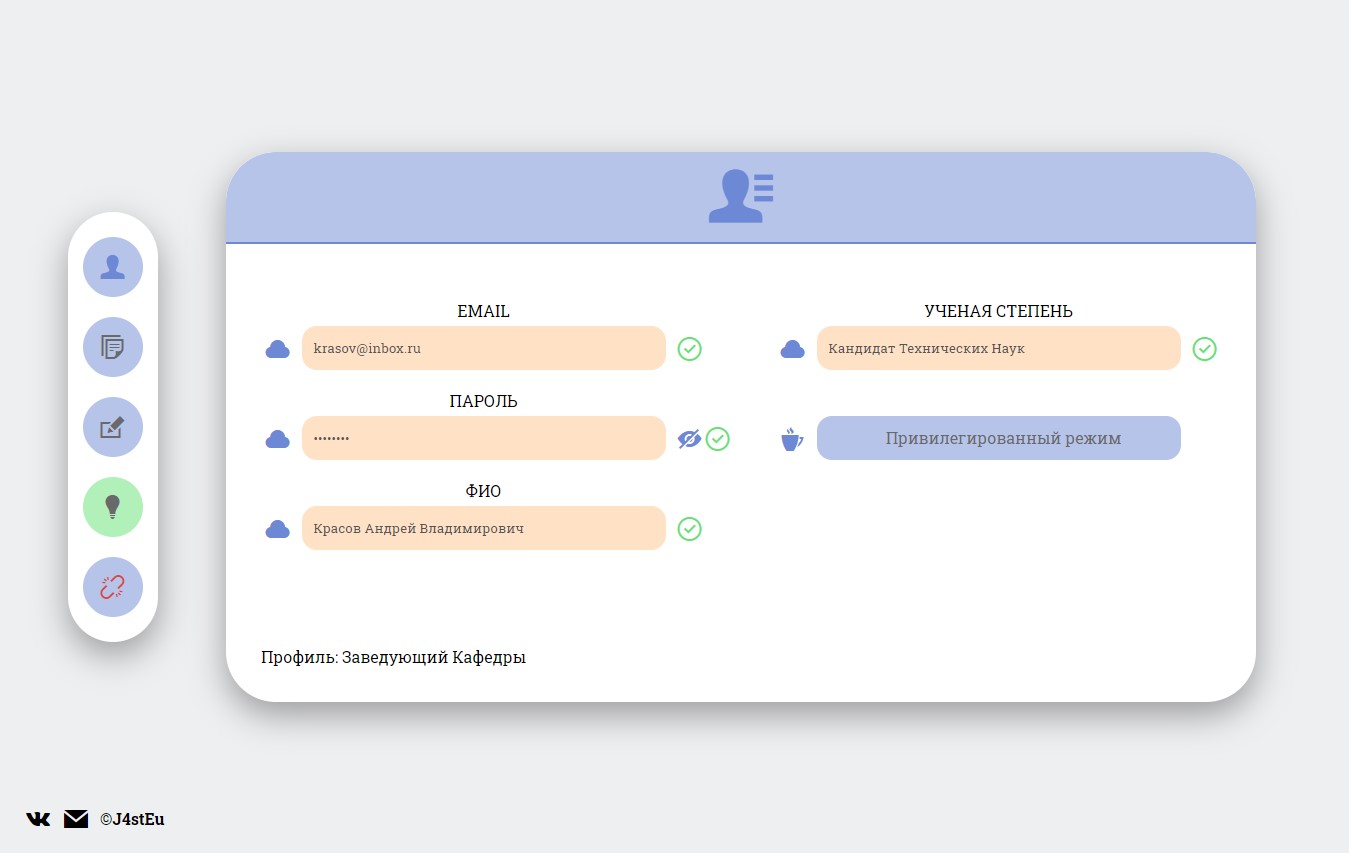 EMAIL
krasov@inbox.ru
ПАРОЛЬ
••••••••
ФИО
Красов Андрей Владимирович
УЧЕНАЯ СТЕПЕНЬ
Кандидат Технических Наук
Привилегированный режим
Профиль: Заведующий Кафедры
©J4stEu